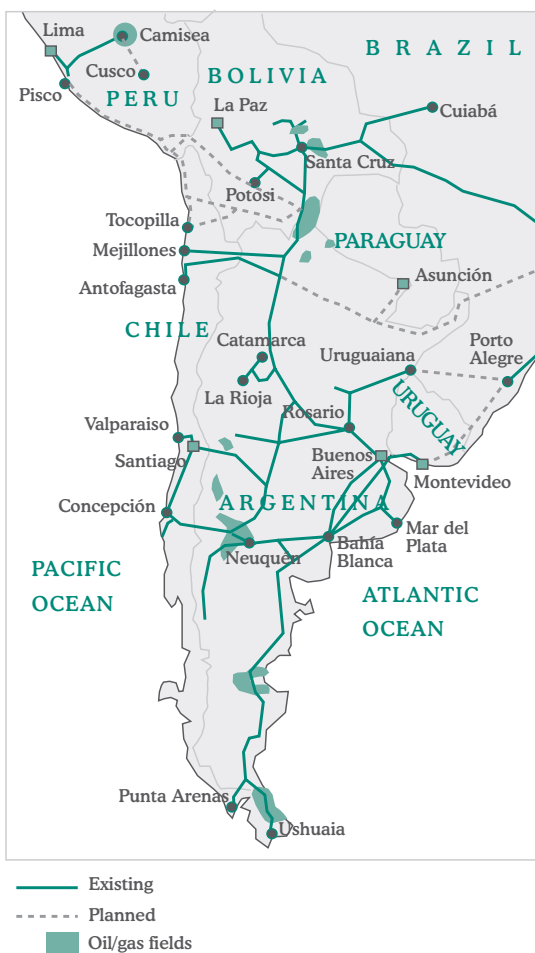 Lima
Camisea
BRAZIL
Cusco
BOLIVIA
Pisco
PERU
La Paz
Cuiabá
Santa Cruz
Potosi
Tocopilla
PARAGUAY
Mejillones
Asunción
Antofagasta
CHILE
Catamarca
Uruguaiana
Porto
Alegre
La Rioja
URUGUAY
Rosario
Valparaiso
Santiago
Buenos
Aires
Montevideo
ARGENTINA
Concepción
Mar del
Plata
Neuquén
Bahía
Blanca
PACIFIC
OCEAN
ATLANTIC
OCEAN
Punta Arenas
Ushuaia
Existing
Planned
Oil/gas fields